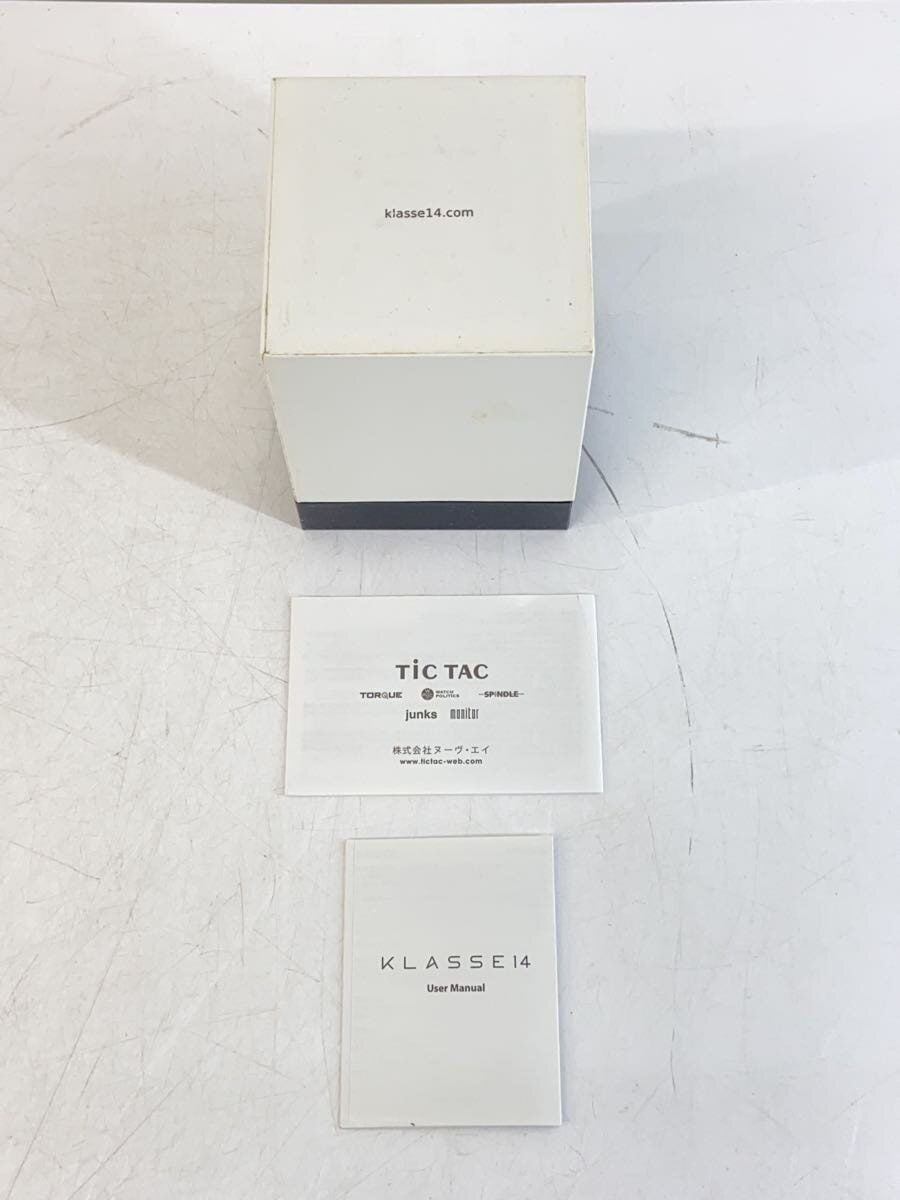 klasse14.com
TiC TAC
TORQUE WATCH POLITICS SPINDLE
junks monitor
株式会社ヌーヴ・エイ
www.tictac-web.com
KLASSE14
User Manual